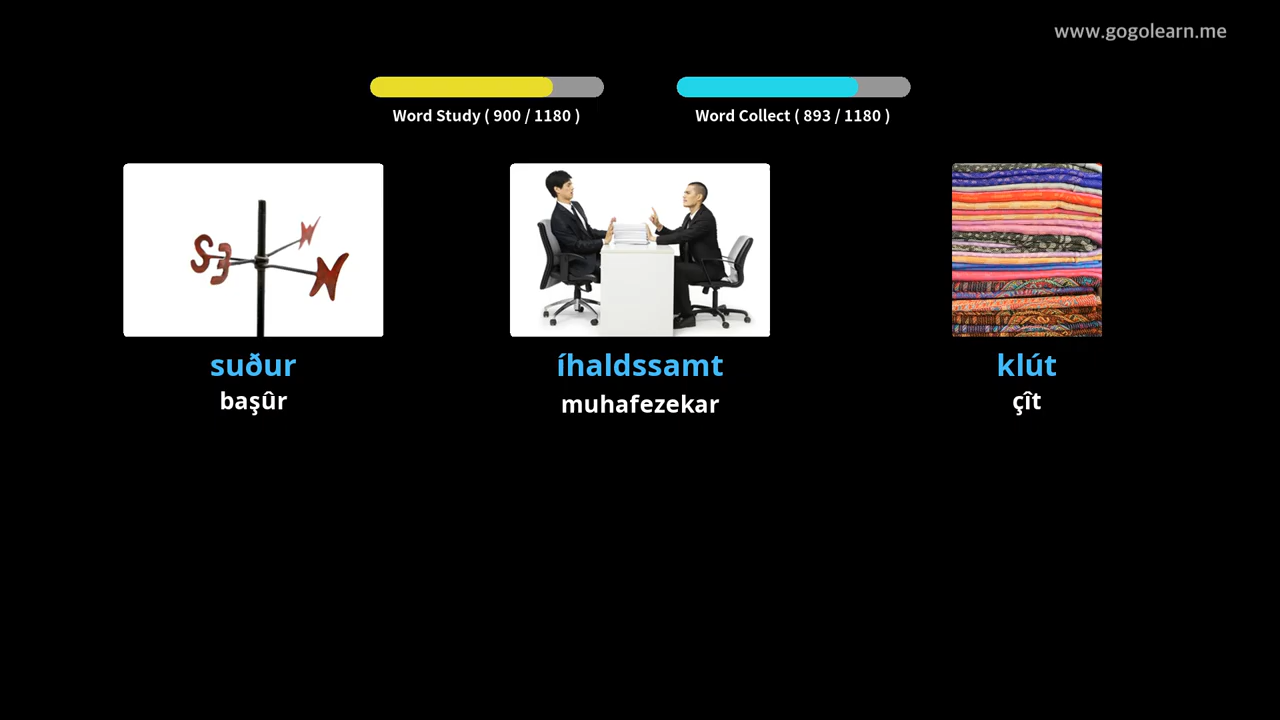 www.gogolearn.me
Word Study ( 900 / 1180 )
Word Collect ( 893 / 1180 )
S
E
N
suður
başûr
íhaldssamt
muhafezekar
klút
çît